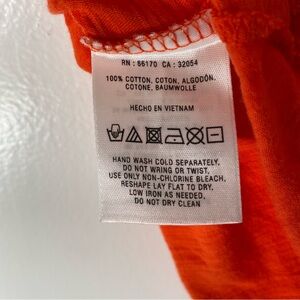 RN : 66170 CA : 32054
100% COTTON, COTON, ALGODÓN,
COTONE, BAUMWOLLE
HECHO EN VIETNAM
HAND WASH COLD SEPARATELY,
DO NOT WRING OR TWIST,
USE ONLY NON-CHLORINE BLEACH,
RESHAPE LAY FLAT TO DRY,
LOW IRON AS NEEDED,
DO NOT DRY CLEAN